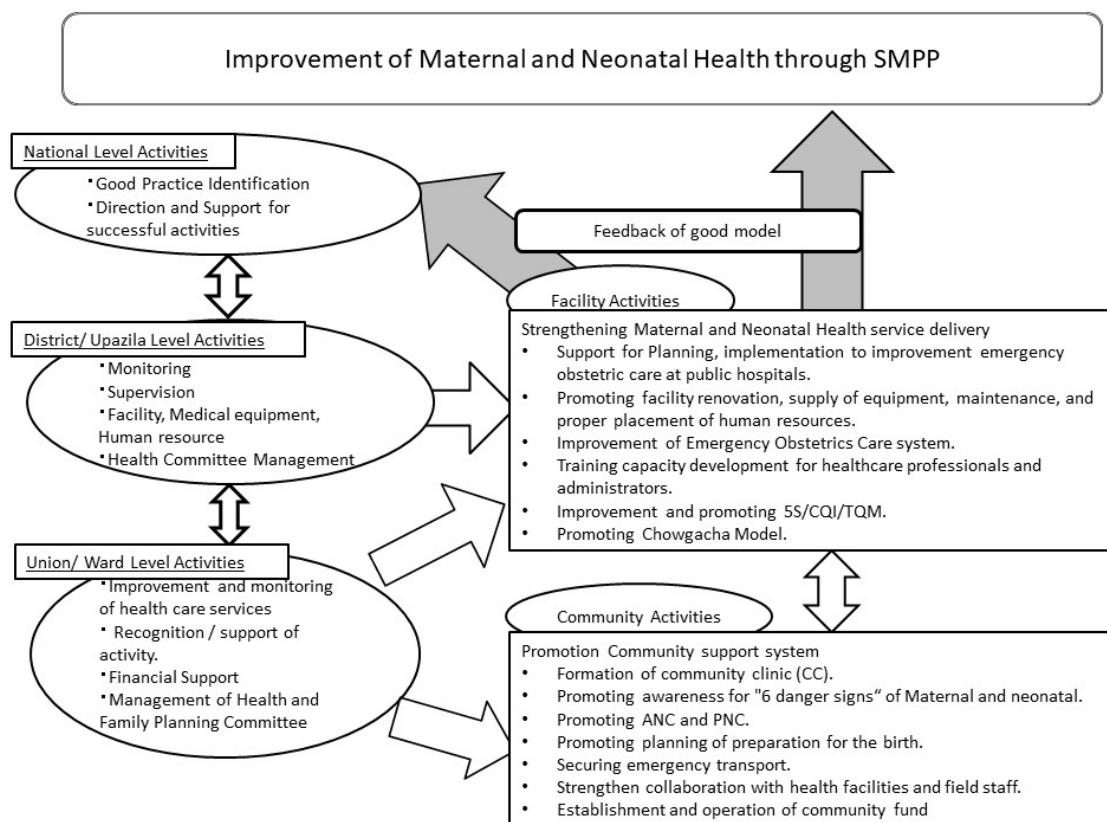 Improvement of Maternal and Neonatal Health through SMPP
National Level Activities
・Good Practice Identification
・Direction and Support for
successful activities
Feedback of good model
District/ Upazila Level Activities
・Monitoring
・Supervision
・Facility, Medical equipment,
Human resource
・Health Committee Management
Facility Activities
Strengthening Maternal and Neonatal Health service delivery
• Support for Planning, implementation to improvement emergency
obstetric care at public hospitals.
• Promoting facility renovation, supply of equipment, maintenance, and
proper placement of human resources.
• Improvement of Emergency Obstetrics Care system.
• Training capacity development for healthcare professionals and
administrators.
• Improvement and promoting 5S/CQI/TQM.
• Promoting Chowgacha Model.
Union/ Ward Level Activities
・Improvement and monitoring
of health care services
・ Recognition / support of
activity.
・Financial Support
・Management of Health and
Family Planning Committee
Community Activities
Promotion Community support system
• Formation of community clinic (CC).
• Promoting awareness for "6 danger signs“ of Maternal and neonatal.
• Promoting ANC and PNC.
• Promoting planning of preparation for the birth.
• Securing emergency transport.
• Strengthen collaboration with health facilities and field staff.
• Establishment and operation of community fund